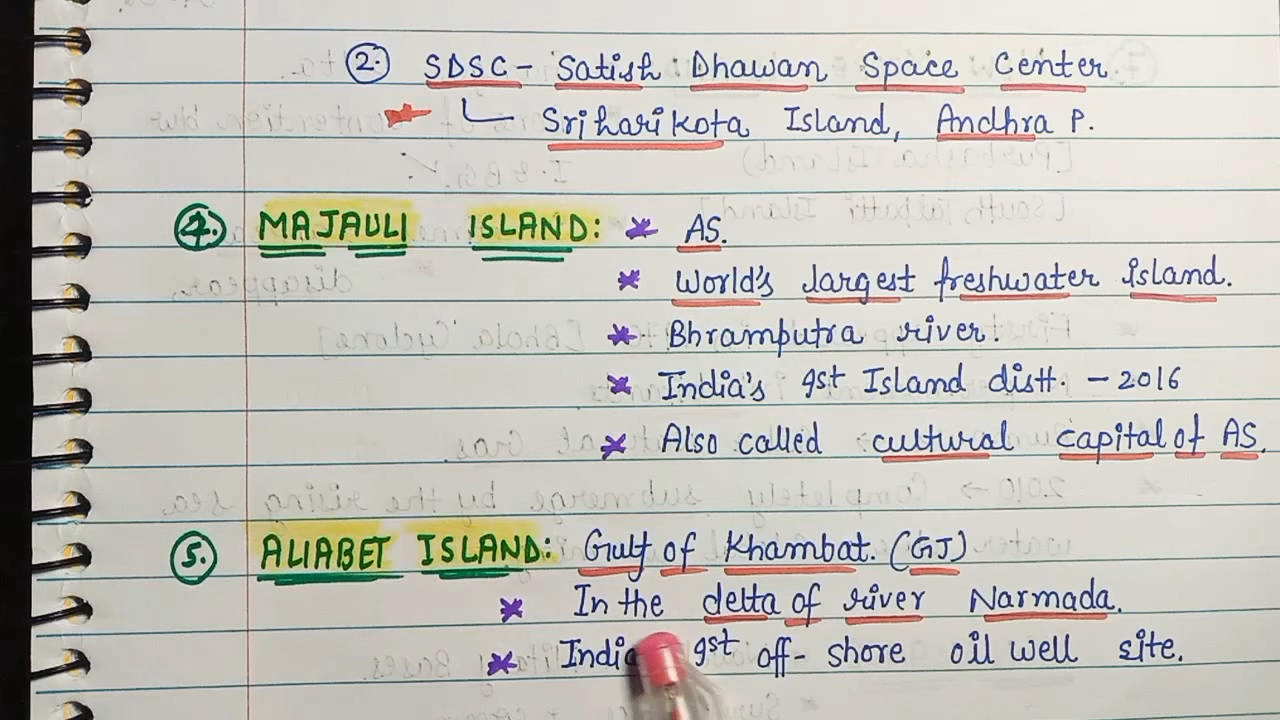 2. SDSC - Satish Dhawan Space Center
Sriharikota Island, Andhra P.
4. MAJAULI ISLAND: * AS.
* World's largest freshwater island.
* Bhramputra river.
* India's 1st Island distt. - 2016
* Also called cultural capital of AS.
5. ALIABET ISLAND: Gulf of Khambat. (GJ)
* In the delta of river Narmada.
* India 1st off-shore oil well site.